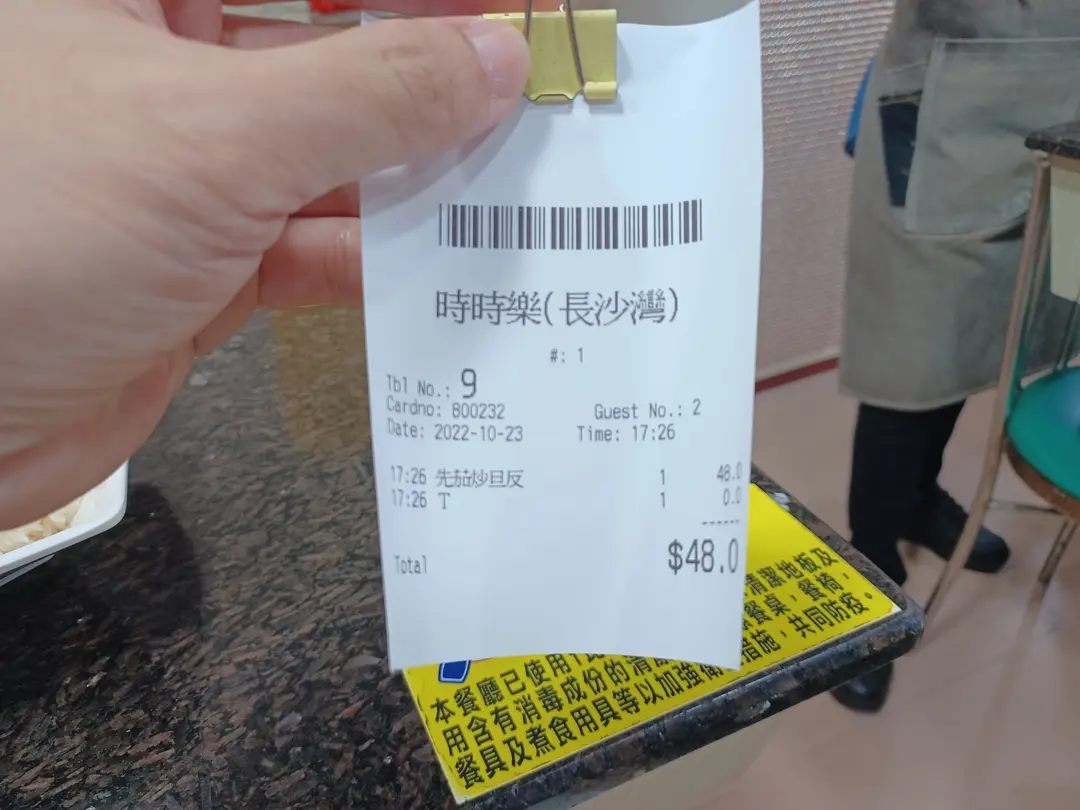 時時樂(長沙灣)
#: 1
Tbl No.: 9
Cardno: 800232 Guest No.: 2
Date: 2022-10-23 Time: 17:26
17:26 先茄炒旦反 1 48.0
17:26 T 1 0.0
------
Total $48.0
本餐廳已使用 清潔地板及
用含有消毒成份的清潔 餐桌，餐椅，
餐具及煮食用具等以加強衛 措施，共同防疫。